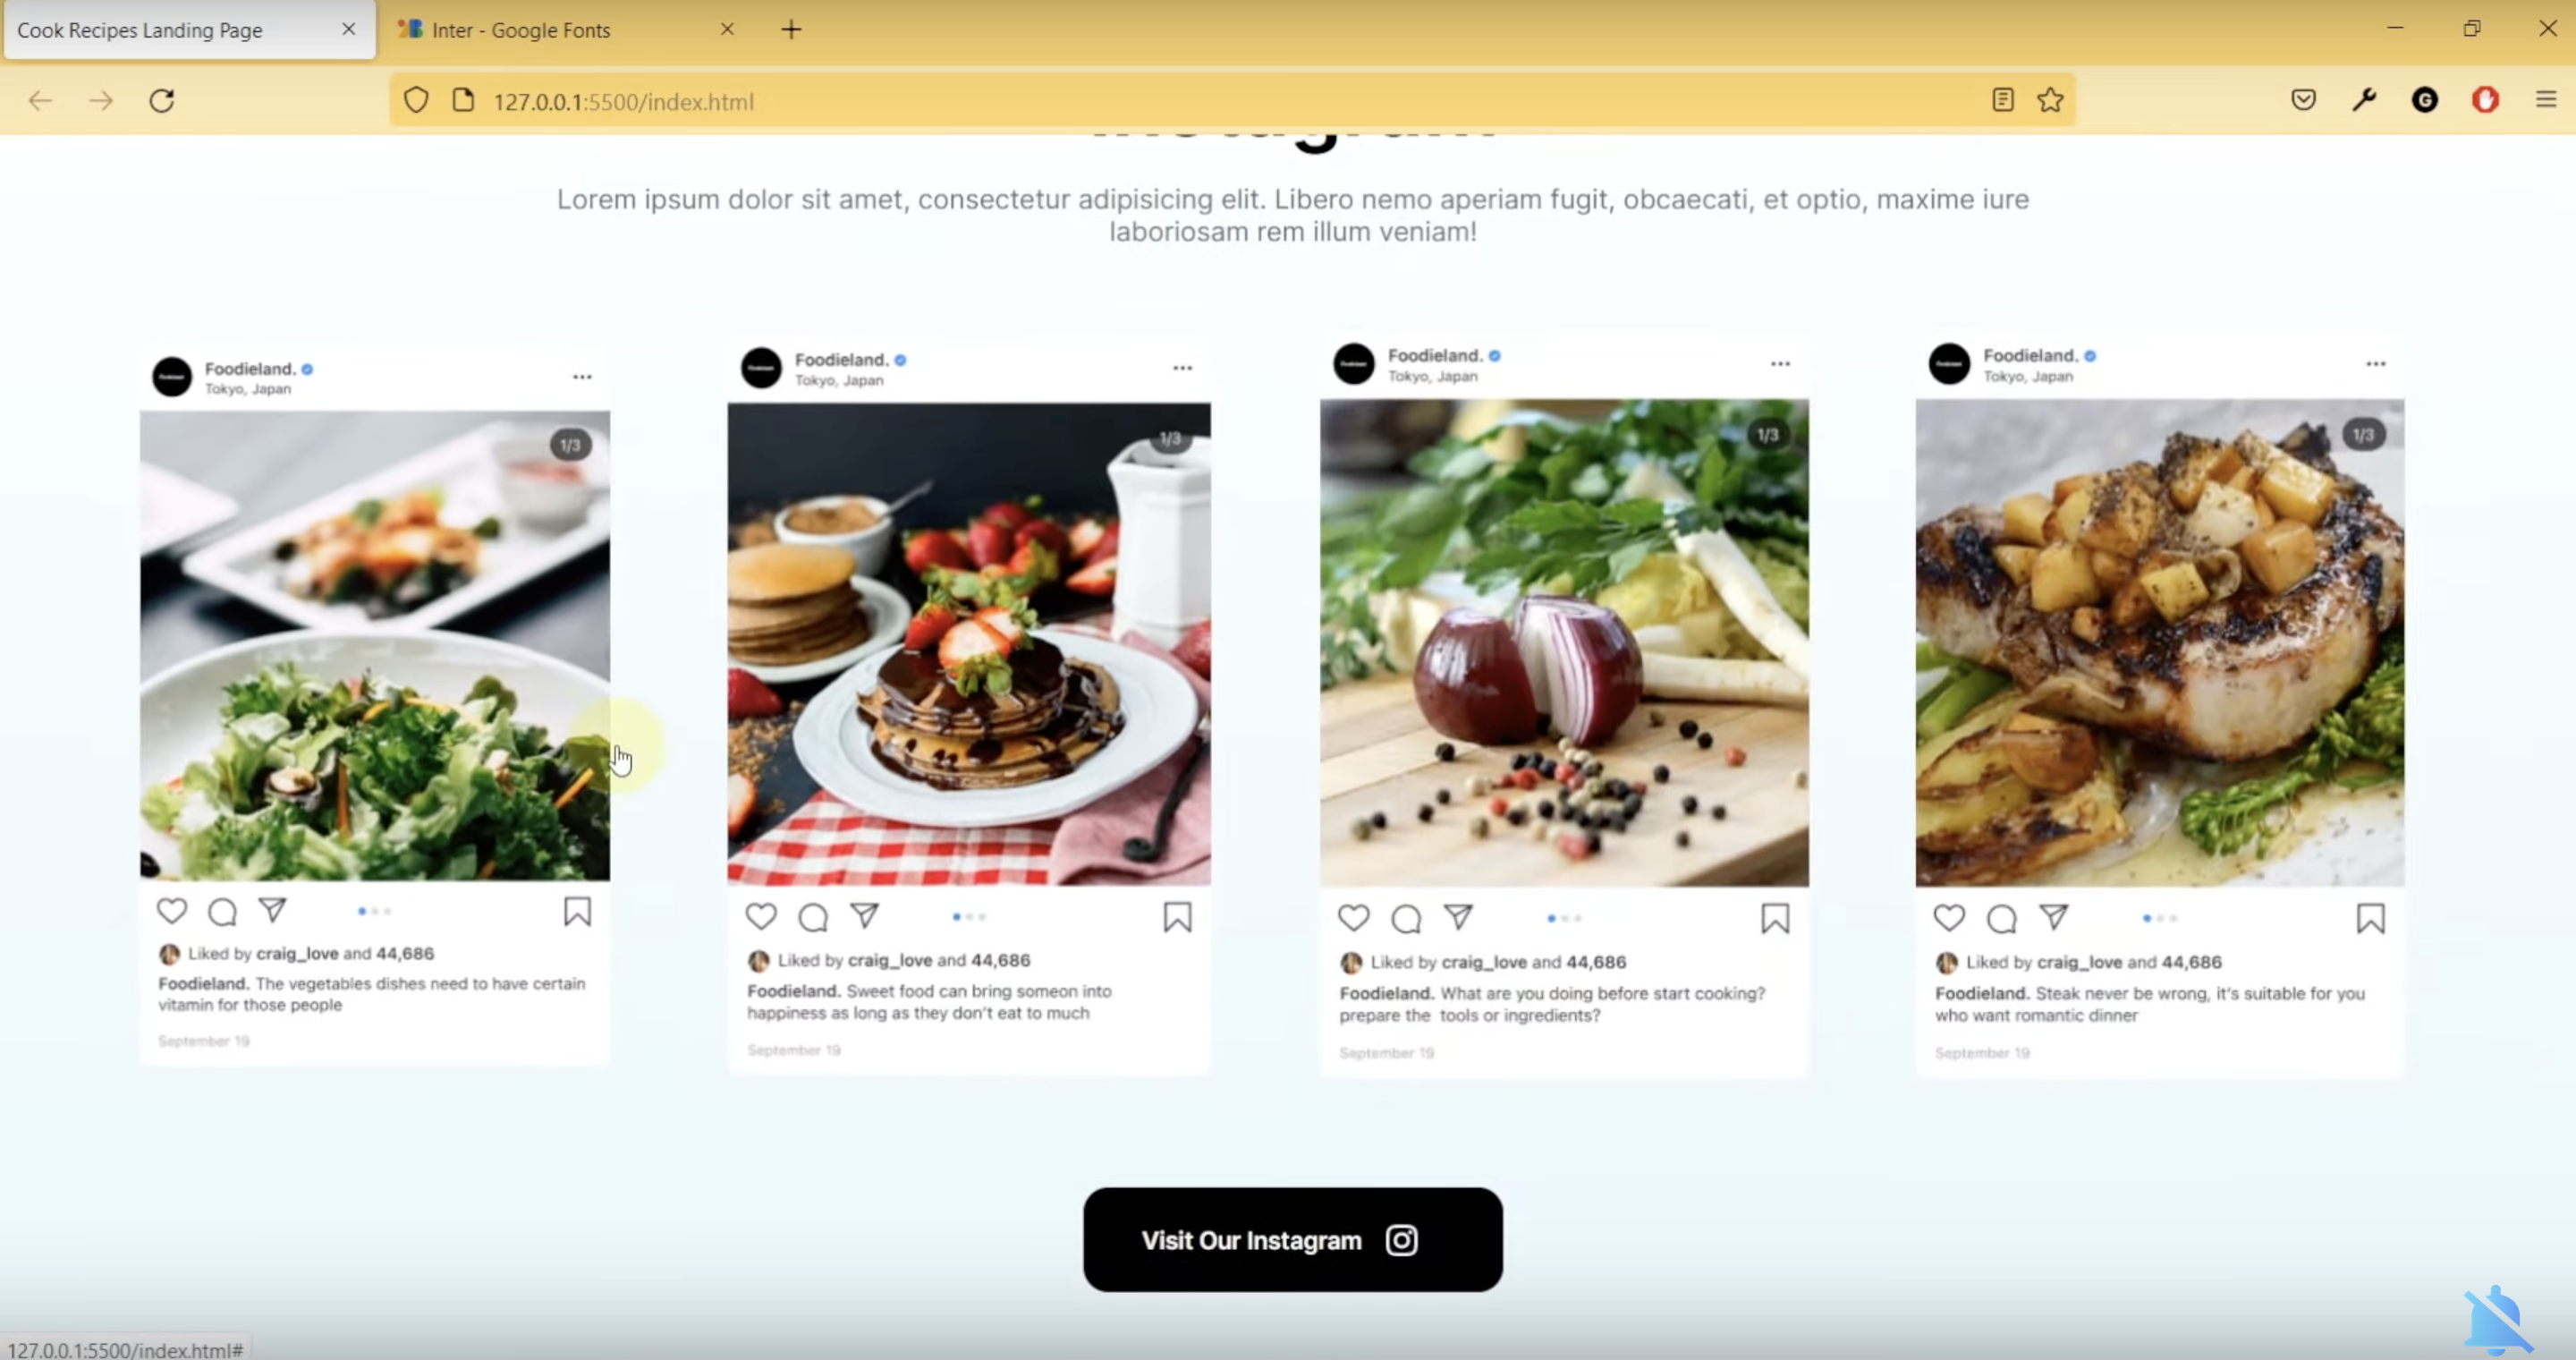 Cook Recipes Landing Page
Inter - Google Fonts
127.0.0.1:5500/index.html
Lorem ipsum dolor sit amet, consectetur adipisicing elit. Libero nemo aperiam fugit, obcaecati, et optio, maxime iure
laboriosam rem illum veniam!
Foodieland.
Tokyo, Japan
1/3
Liked by craig_love and 44,686
Foodieland. The vegetables dishes need to have certain
vitamin for those people
September 19
Foodieland.
Tokyo, Japan
1/3
Liked by craig_love and 44,686
Foodieland. Sweet food can bring someon into
happiness as long as they don't eat to much
September 19
Foodieland.
Tokyo, Japan
1/3
Liked by craig_love and 44,686
Foodieland. What are you doing before start cooking?
prepare the tools or ingredients?
September 19
Foodieland.
Tokyo, Japan
1/3
Liked by craig_love and 44,686
Foodieland. Steak never be wrong, it's suitable for you
who want romantic dinner
September 19
Visit Our Instagram
127.0.0.1:5500/index.html#